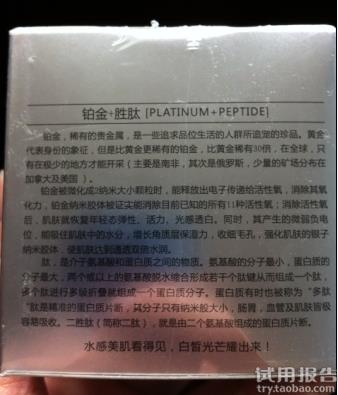 铂金+胜肽 [PLATINUM+PEPTIDE]
铂金，稀有的贵金属，是一些追求品位生活的人群所追宠的珍品。黄金
代表身份的象征，但是比黄金更稀有的是铂金，比黄金稀有30倍，在全球，只
有在极少的地方才能开采（主要是南非，其次是俄罗斯，少量的矿场分布在
加拿大及美国）。
铂金被微化成2纳米大小颗粒时，能释放出电子传递给活性氧，消除其氧
化力，铂金纳米胶体被证实能消除目前已知的所有11种活性氧；消除活性氧
后，肌肤就恢复年轻态弹性、活力、光感透白。同时，其产生的微弱负电
位，能吸住肌肤中的水分，增长角质层保湿力，收细毛孔，强化肌肤的银子
纳米胶体，使肌肤达到通透双倍水润。
肽，是介于氨基酸和蛋白质之间的物质。氨基酸的分子最小，蛋白质的
分子最大，两个或以上的氨基酸脱水缩合形成若干个肽键从而组成一个肽，
多个肽进行多级折叠就组成一个蛋白质分子。蛋白质有时也被称为“多肽
”肽是精准的蛋白质片断，其分子只有纳米般大小，肠胃，血管及肌肤皆极
容易吸收。二胜肽（简称二肽），就是由二个氨基酸组成的蛋白质片断。
水感美肌看得见，白皙光芒耀出来！
试用报告
try.taobao.com